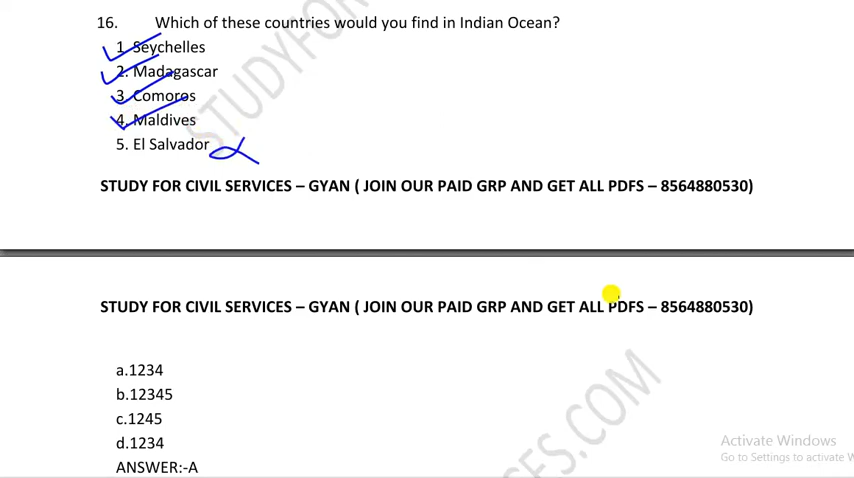 16. Which of these countries would you find in Indian Ocean?
1. Seychelles
2. Madagascar
3. Comoros
4. Maldives
5. El Salvador
STUDY FOR CIVIL SERVICES – GYAN ( JOIN OUR PAID GRP AND GET ALL PDFS – 8564880530)
STUDYFOR
STUDY FOR CIVIL SERVICES – GYAN ( JOIN OUR PAID GRP AND GET ALL PDFS – 8564880530)
a.1234
b.12345
c.1245
d.1234
ANSWER:-A
ES.COM
Activate Windows
Go to Settings to activate W